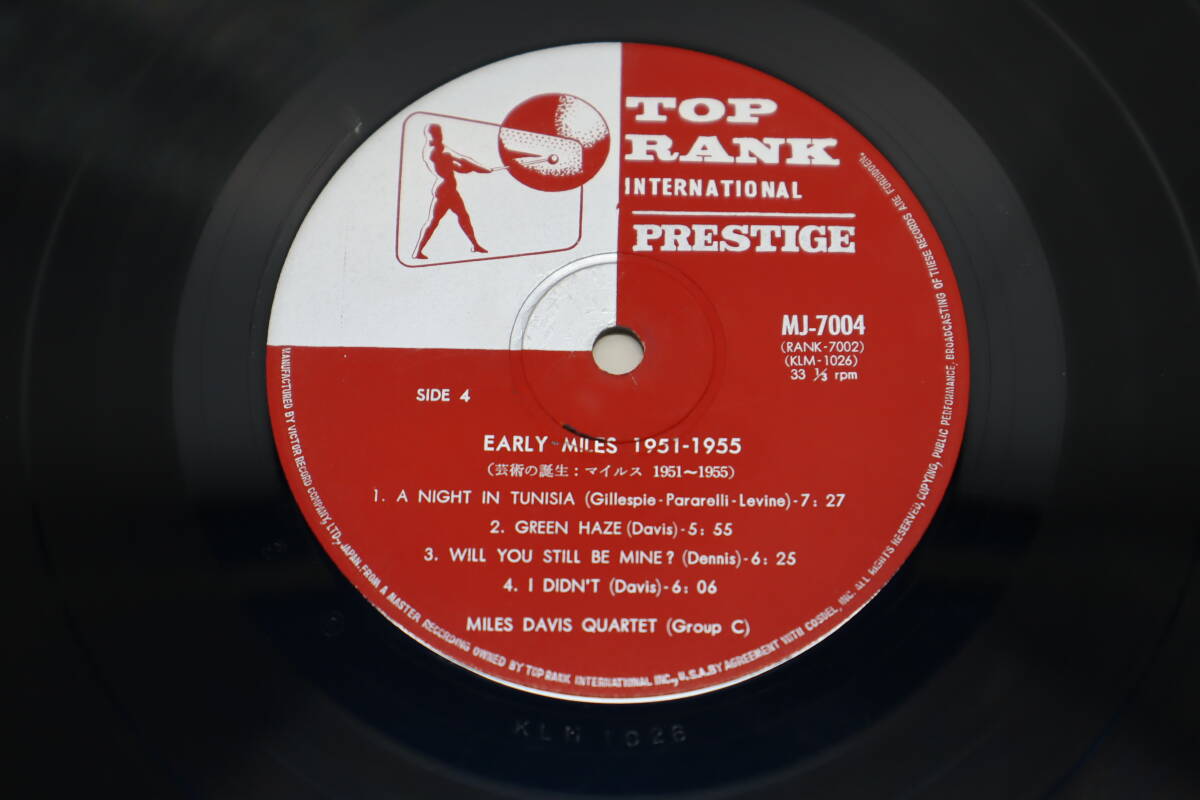 TOP
RANK
INTERNATIONAL
PRESTIGE
MJ-7004
(RANK-7002)
(KLM-1026)
33 ⅓ rpm
SIDE 4
EARLY MILES 1951-1955
(芸術の誕生: マイルス 1951〜1955)
1. A NIGHT IN TUNISIA (Gillespie-Pararelli-Levine)-7: 27
2. GREEN HAZE (Davis)-5: 55
3. WILL YOU STILL BE MINE? (Dennis)-6: 25
4. I DIDN'T (Davis)-6: 06
MILES DAVIS QUARTET (Group C)
MANUFACTURED BY VICTOR RECORD COMPANY, LTD., JAPAN. FROM A MASTER RECORDING OWNED BY TOP RANK INTERNATIONAL INC., U.S.A. BY AGREEMENT WITH COSDEL, INC. ALL RIGHTS RESERVED, COPYING, PUBLIC PERFORMANCE, BROADCASTING OF THESE RECORDS ARE FORBIDDEN.
KLM 1026